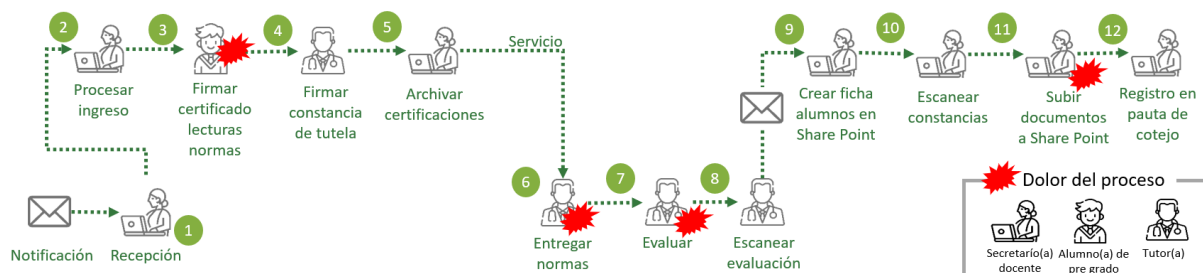 2
3
4
5
Procesar
ingreso
Firmar
certificado
lecturas
normas
Firmar
constancia
de tutela
Archivar
certificaciones
Servicio
Notificación
Recepción
1
6
7
8
Entregar
normas
Evaluar
Escanear
evaluación
9
10
11
12
Crear ficha
alumnos en
Share Point
Escanear
constancias
Subir
documentos
a Share Point
Registro en
pauta de
cotejo
Dolor del proceso
Secretarío(a)
docente
Alumno(a) de
pre grado
Tutor(a)